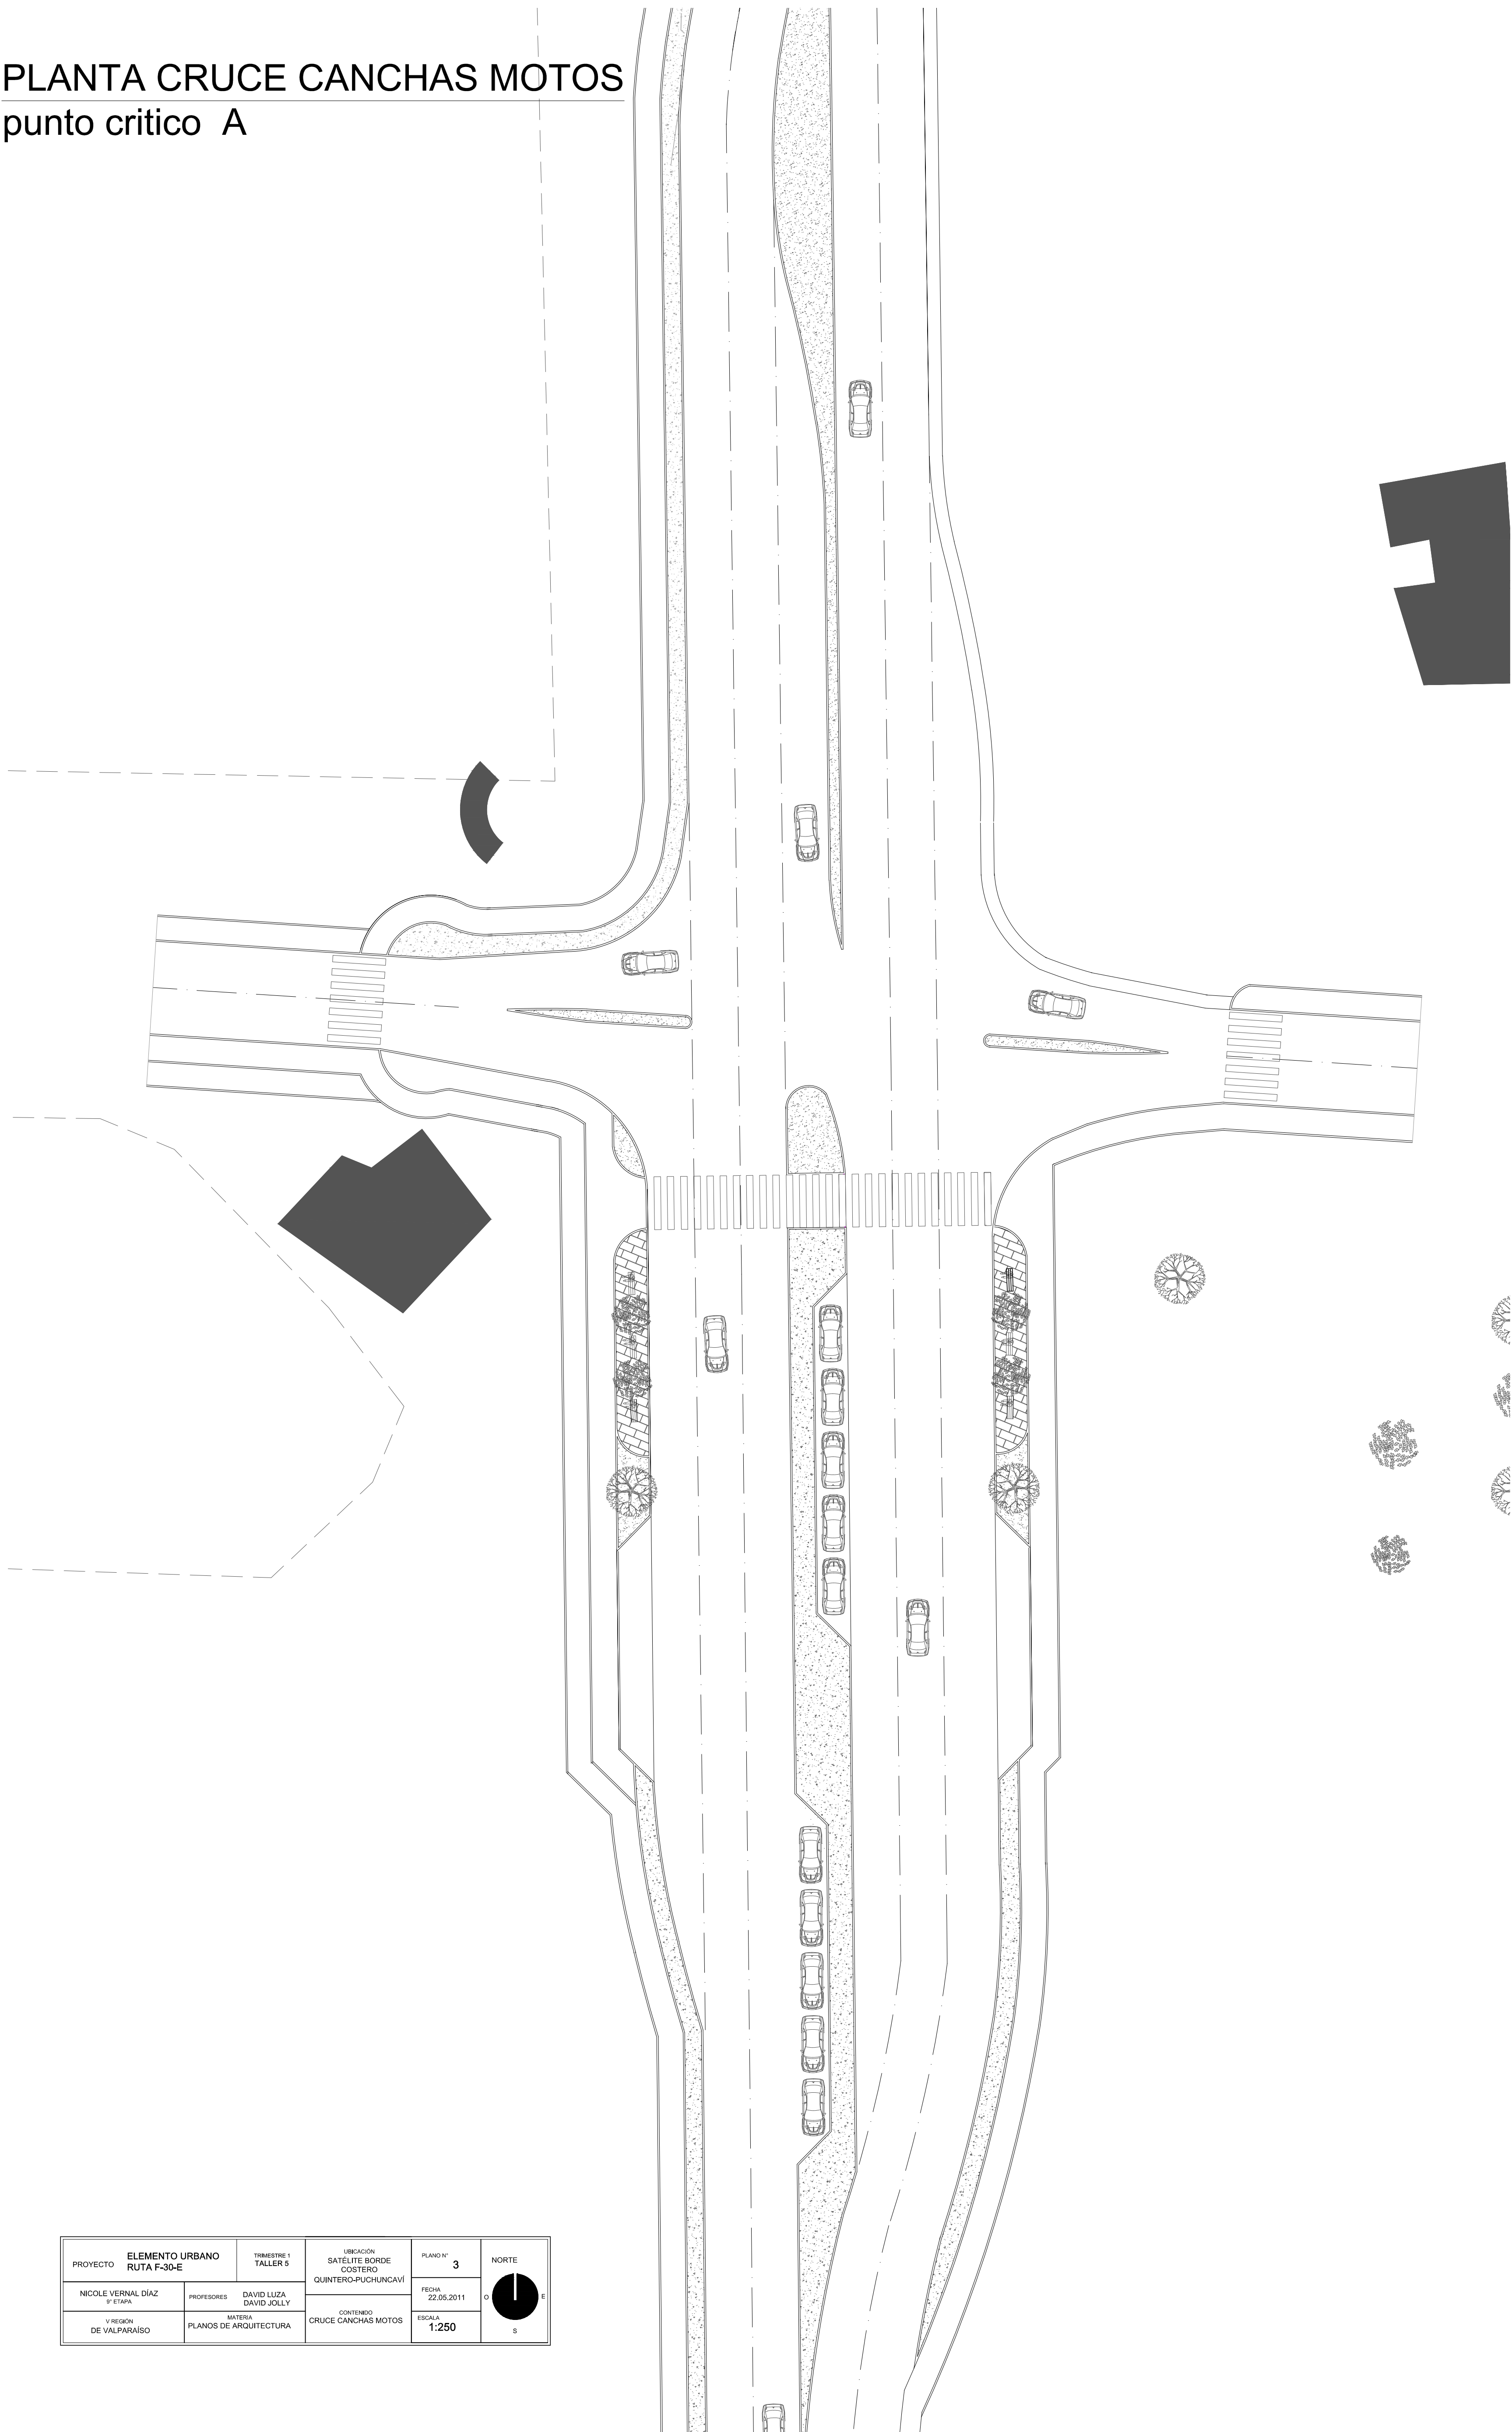 PLANTA CRUCE CANCHAS MOTOS
punto critico A
PROYECTO
ELEMENTO URBANO
RUTA F-30-E
TRIMESTRE 1
TALLER 5
UBICACIÓN
SATÉLITE BORDE
COSTERO
QUINTERO-PUCHUNCAVÍ
PLANO N°
3
NORTE
O
E
S
NICOLE VERNAL DÍAZ
9° ETAPA
PROFESORES
DAVID LUZA
DAVID JOLLY
FECHA
22.05.2011
V REGIÓN
DE VALPARAÍSO
MATERIA
PLANOS DE ARQUITECTURA
CONTENIDO
CRUCE CANCHAS MOTOS
ESCALA
1:250